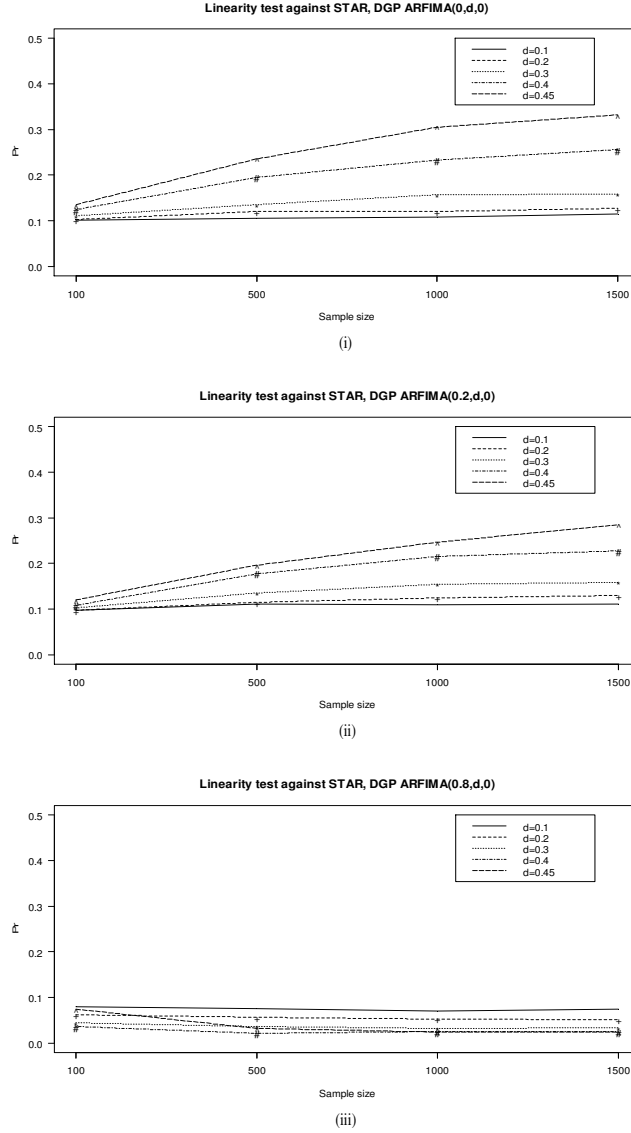 Linearity test against STAR, DGP ARFIMA(0,d,0)
0.5
0.4
0.3
0.2
0.1
0.0
Pr
d=0.1
d=0.2
d=0.3
d=0.4
d=0.45
100
500
1000
1500
Sample size
(i)
Linearity test against STAR, DGP ARFIMA(0.2,d,0)
0.5
0.4
0.3
0.2
0.1
0.0
Pr
d=0.1
d=0.2
d=0.3
d=0.4
d=0.45
100
500
1000
1500
Sample size
(ii)
Linearity test against STAR, DGP ARFIMA(0.8,d,0)
0.5
0.4
0.3
0.2
0.1
0.0
Pr
d=0.1
d=0.2
d=0.3
d=0.4
d=0.45
100
500
1000
1500
Sample size
(iii)